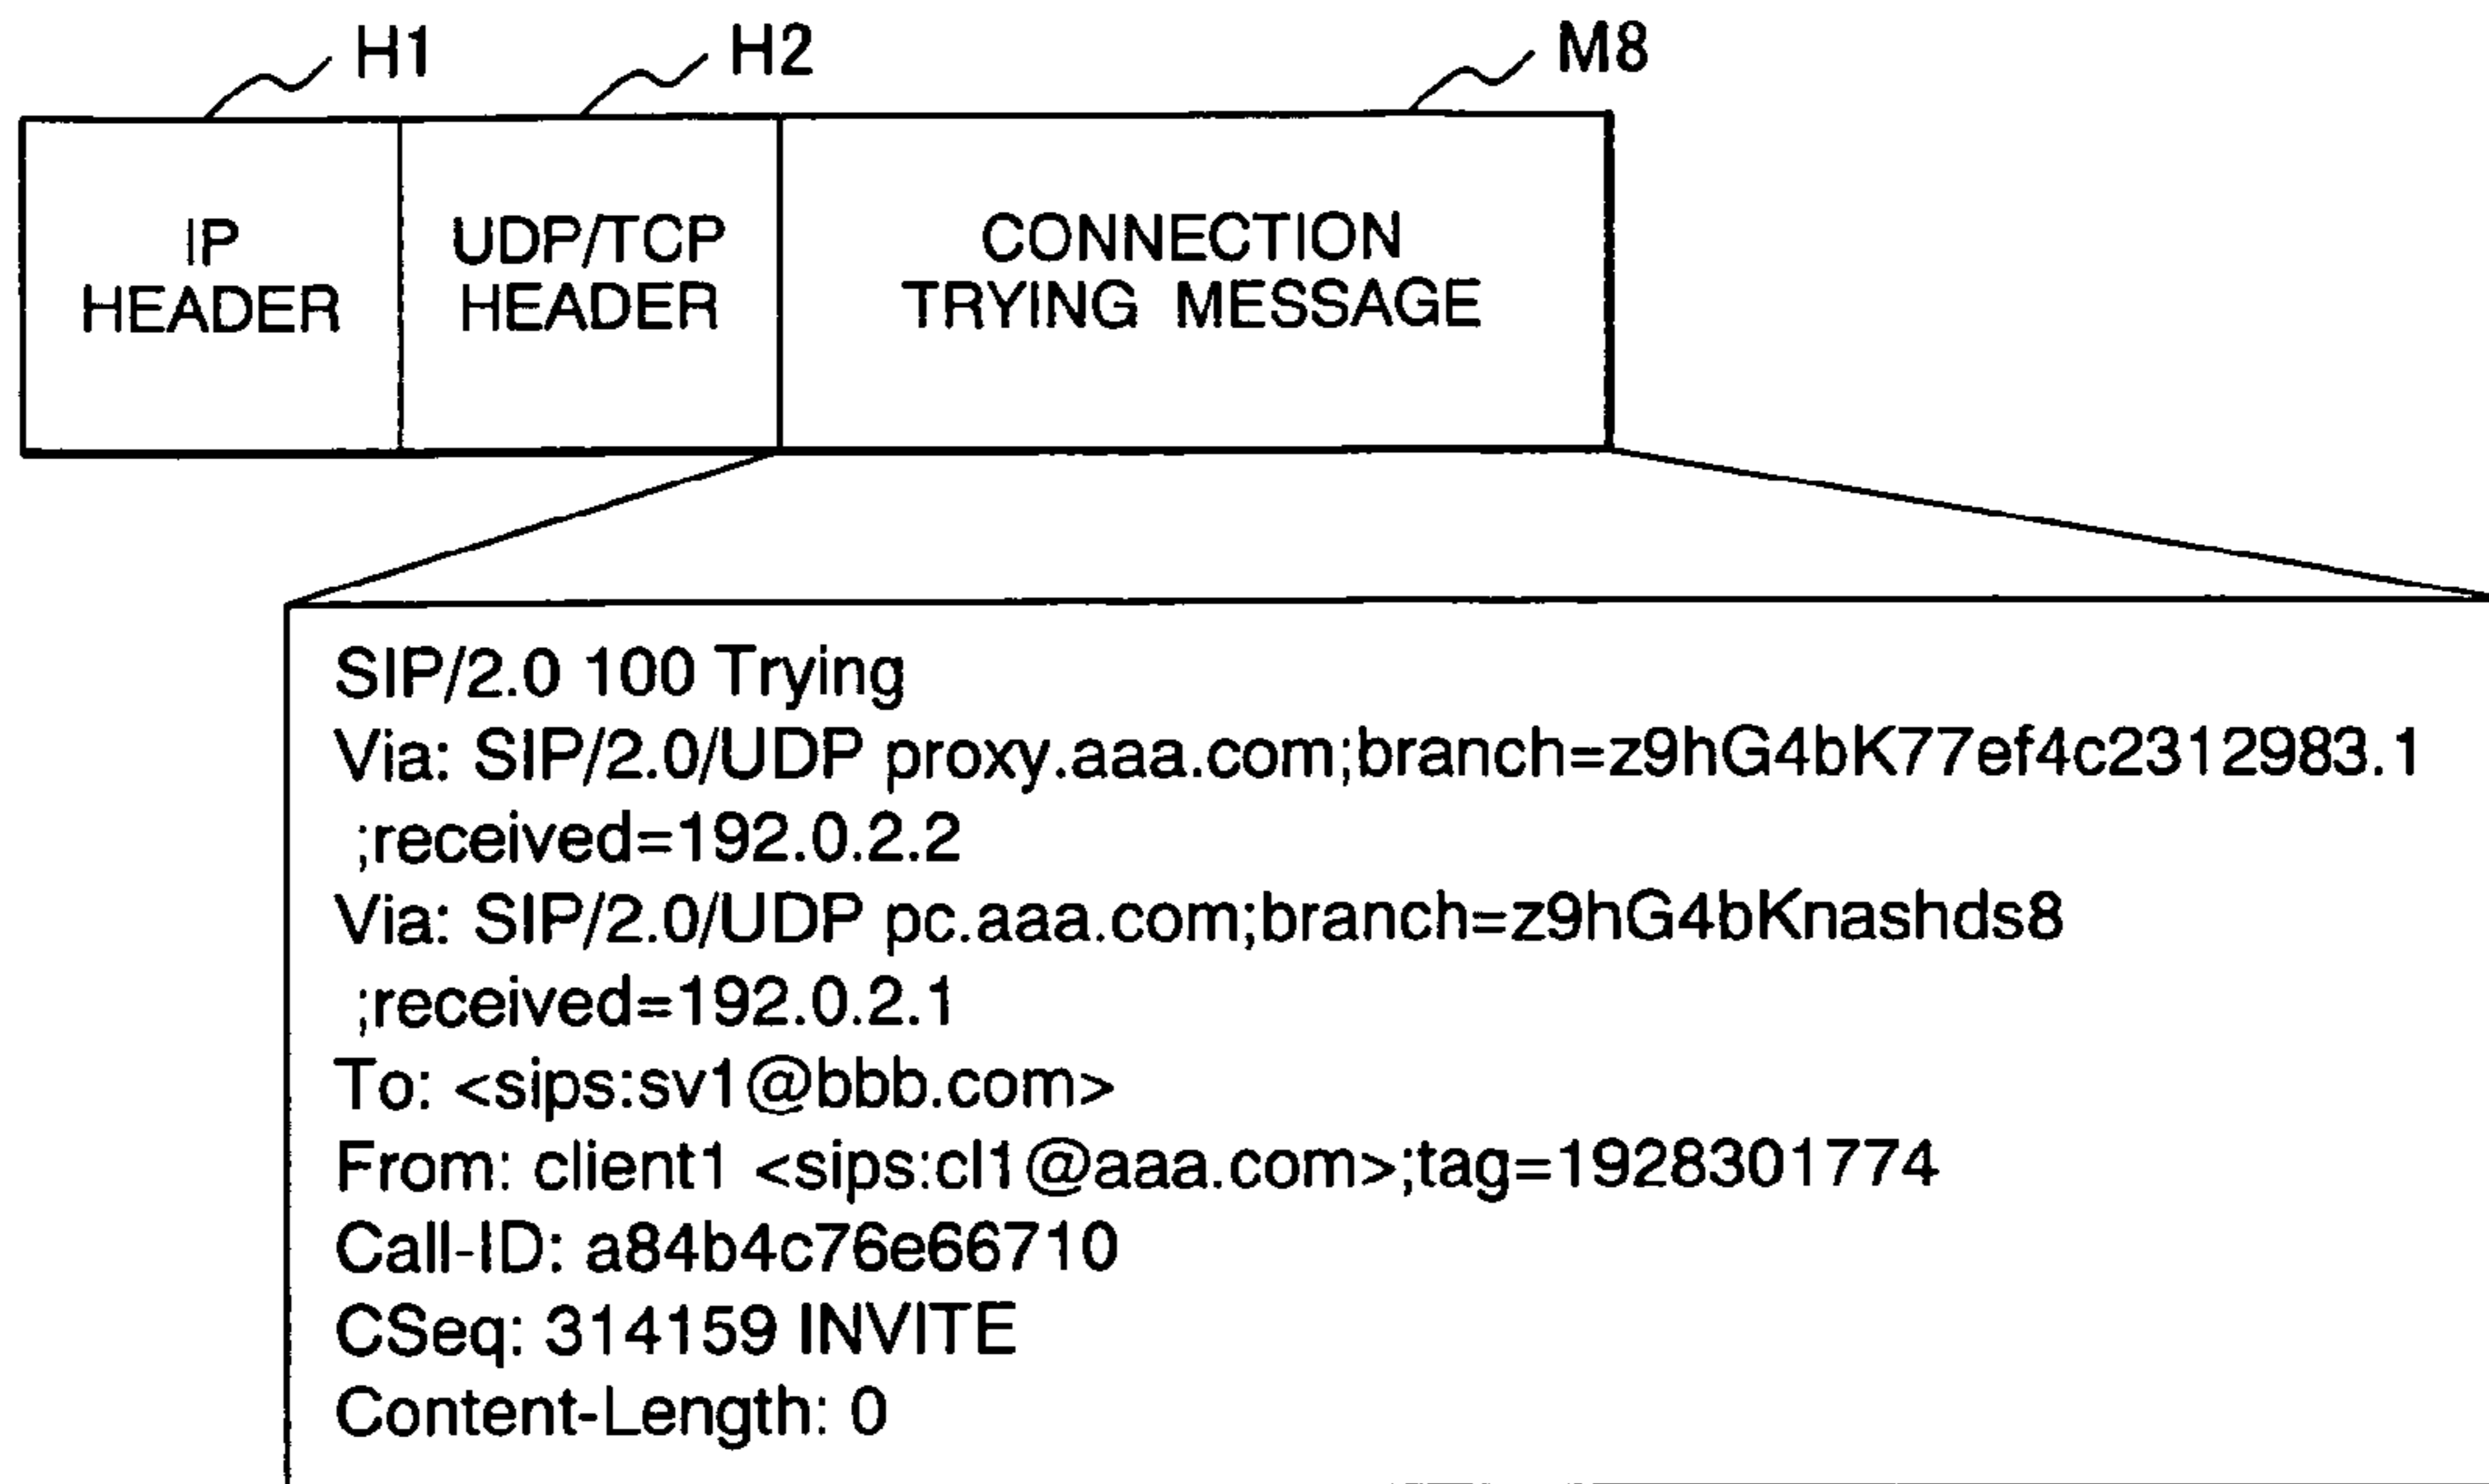 H1
H2
M8
IP
HEADER
UDP/TCP
HEADER
CONNECTION
TRYING MESSAGE
SIP/2.0 100 Trying
Via: SIP/2.0/UDP proxy.aaa.com;branch=z9hG4bK77ef4c2312983.1
;received=192.0.2.2
Via: SIP/2.0/UDP pc.aaa.com;branch=z9hG4bKnashds8
;received=192.0.2.1
To: <sips:sv1@bbb.com>
From: client1 <sips:cl1@aaa.com>;tag=1928301774
Call-ID: a84b4c76e66710
CSeq: 314159 INVITE
Content-Length: 0